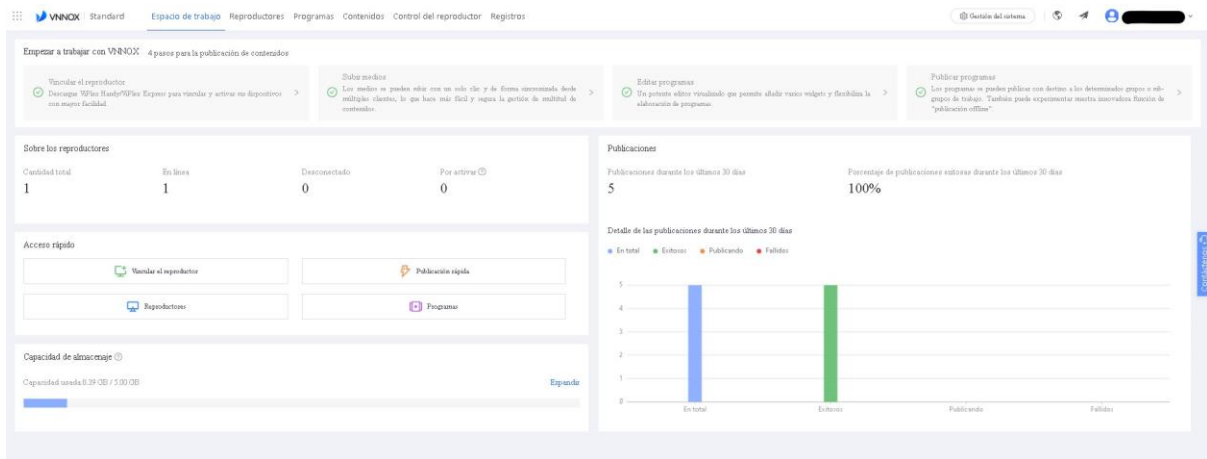 VNNOX Standard Espacio de trabajo Reproductores Programas Contenidos Control del reproductor Registros Gestión del sistema
Empezar a trabajar con VNNOX 4 pasos para la publicación de contenidos
Vincular el reproductor
Descargue ViPlex Handy/ViPlex Express para vincular y activar sus dispositivos
con mayor facilidad.
Subir medios
Los medios se pueden subir con un solo clic y de forma sincronizada desde
múltiples clientes, lo que hace más fácil y segura la gestión de multitud de
contenidos.
Editar programas
Un potente editor visualizado que permite añadir varios widgets y flexibiliza la
elaboración de programas.
Publicar programas
Los programas se pueden publicar con destino a los determinados grupos o sub-
grupos de trabajo. También puede experimentar nuestra innovadora función de
"publicación offline".
Sobre los reproductores
Cantidad total En línea Desconectado Por activar
1 1 0 0
Publicaciones
Publicaciones durante los últimos 30 días Porcentaje de publicaciones exitosas durante los últimos 30 días
5 100%
Detalle de las publicaciones durante los últimos 30 días
En total Exitosos Publicando Fallidos
5
4
3
2
1
0
En total Exitosos Publicando Fallidos
Acceso rápido
Vincular el reproductor Publicación rápida
Reproductores Programas
Capacidad de almacenaje
Capacidad usada 0.39 GB / 5.00 GB Expandir
Contáctenos